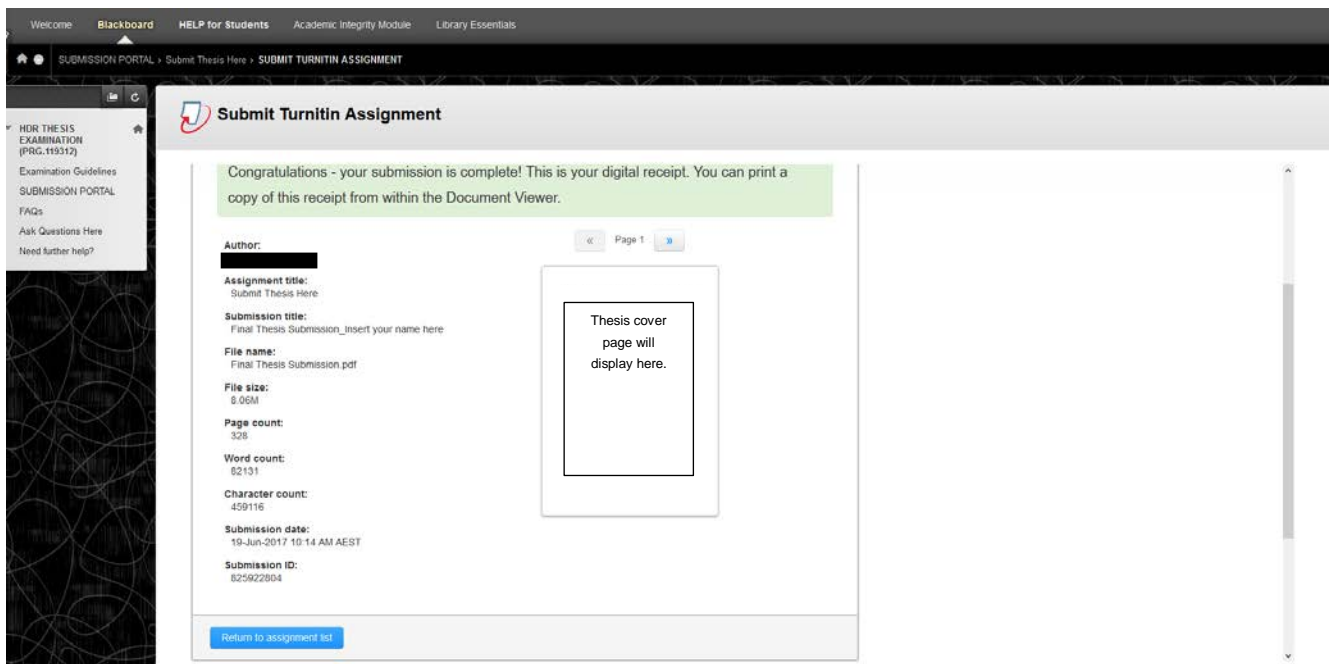 Welcome Blackboard HELP for Students Academic Integrity Module Library Essentials
SUBMISSION PORTAL > Submit Thesis Here > SUBMIT TURNITIN ASSIGNMENT
HDR THESIS
EXAMINATION
(PRG.119312)
Examination Guidelines
SUBMISSION PORTAL
FAQs
Ask Questions Here
Need further help?
Submit Turnitin Assignment
Congratulations - your submission is complete! This is your digital receipt. You can print a
copy of this receipt from within the Document Viewer.
Author:
Assignment title:
Submit Thesis Here
Submission title:
Final Thesis Submission_Insert your name here
File name:
Final Thesis Submission.pdf
File size:
8.06M
Page count:
328
Word count:
82131
Character count:
459116
Submission date:
19-Jun-2017 10:14 AM AEST
Submission ID:
825922804
« Page 1 »
Thesis cover
page will
display here.
Return to assignment list